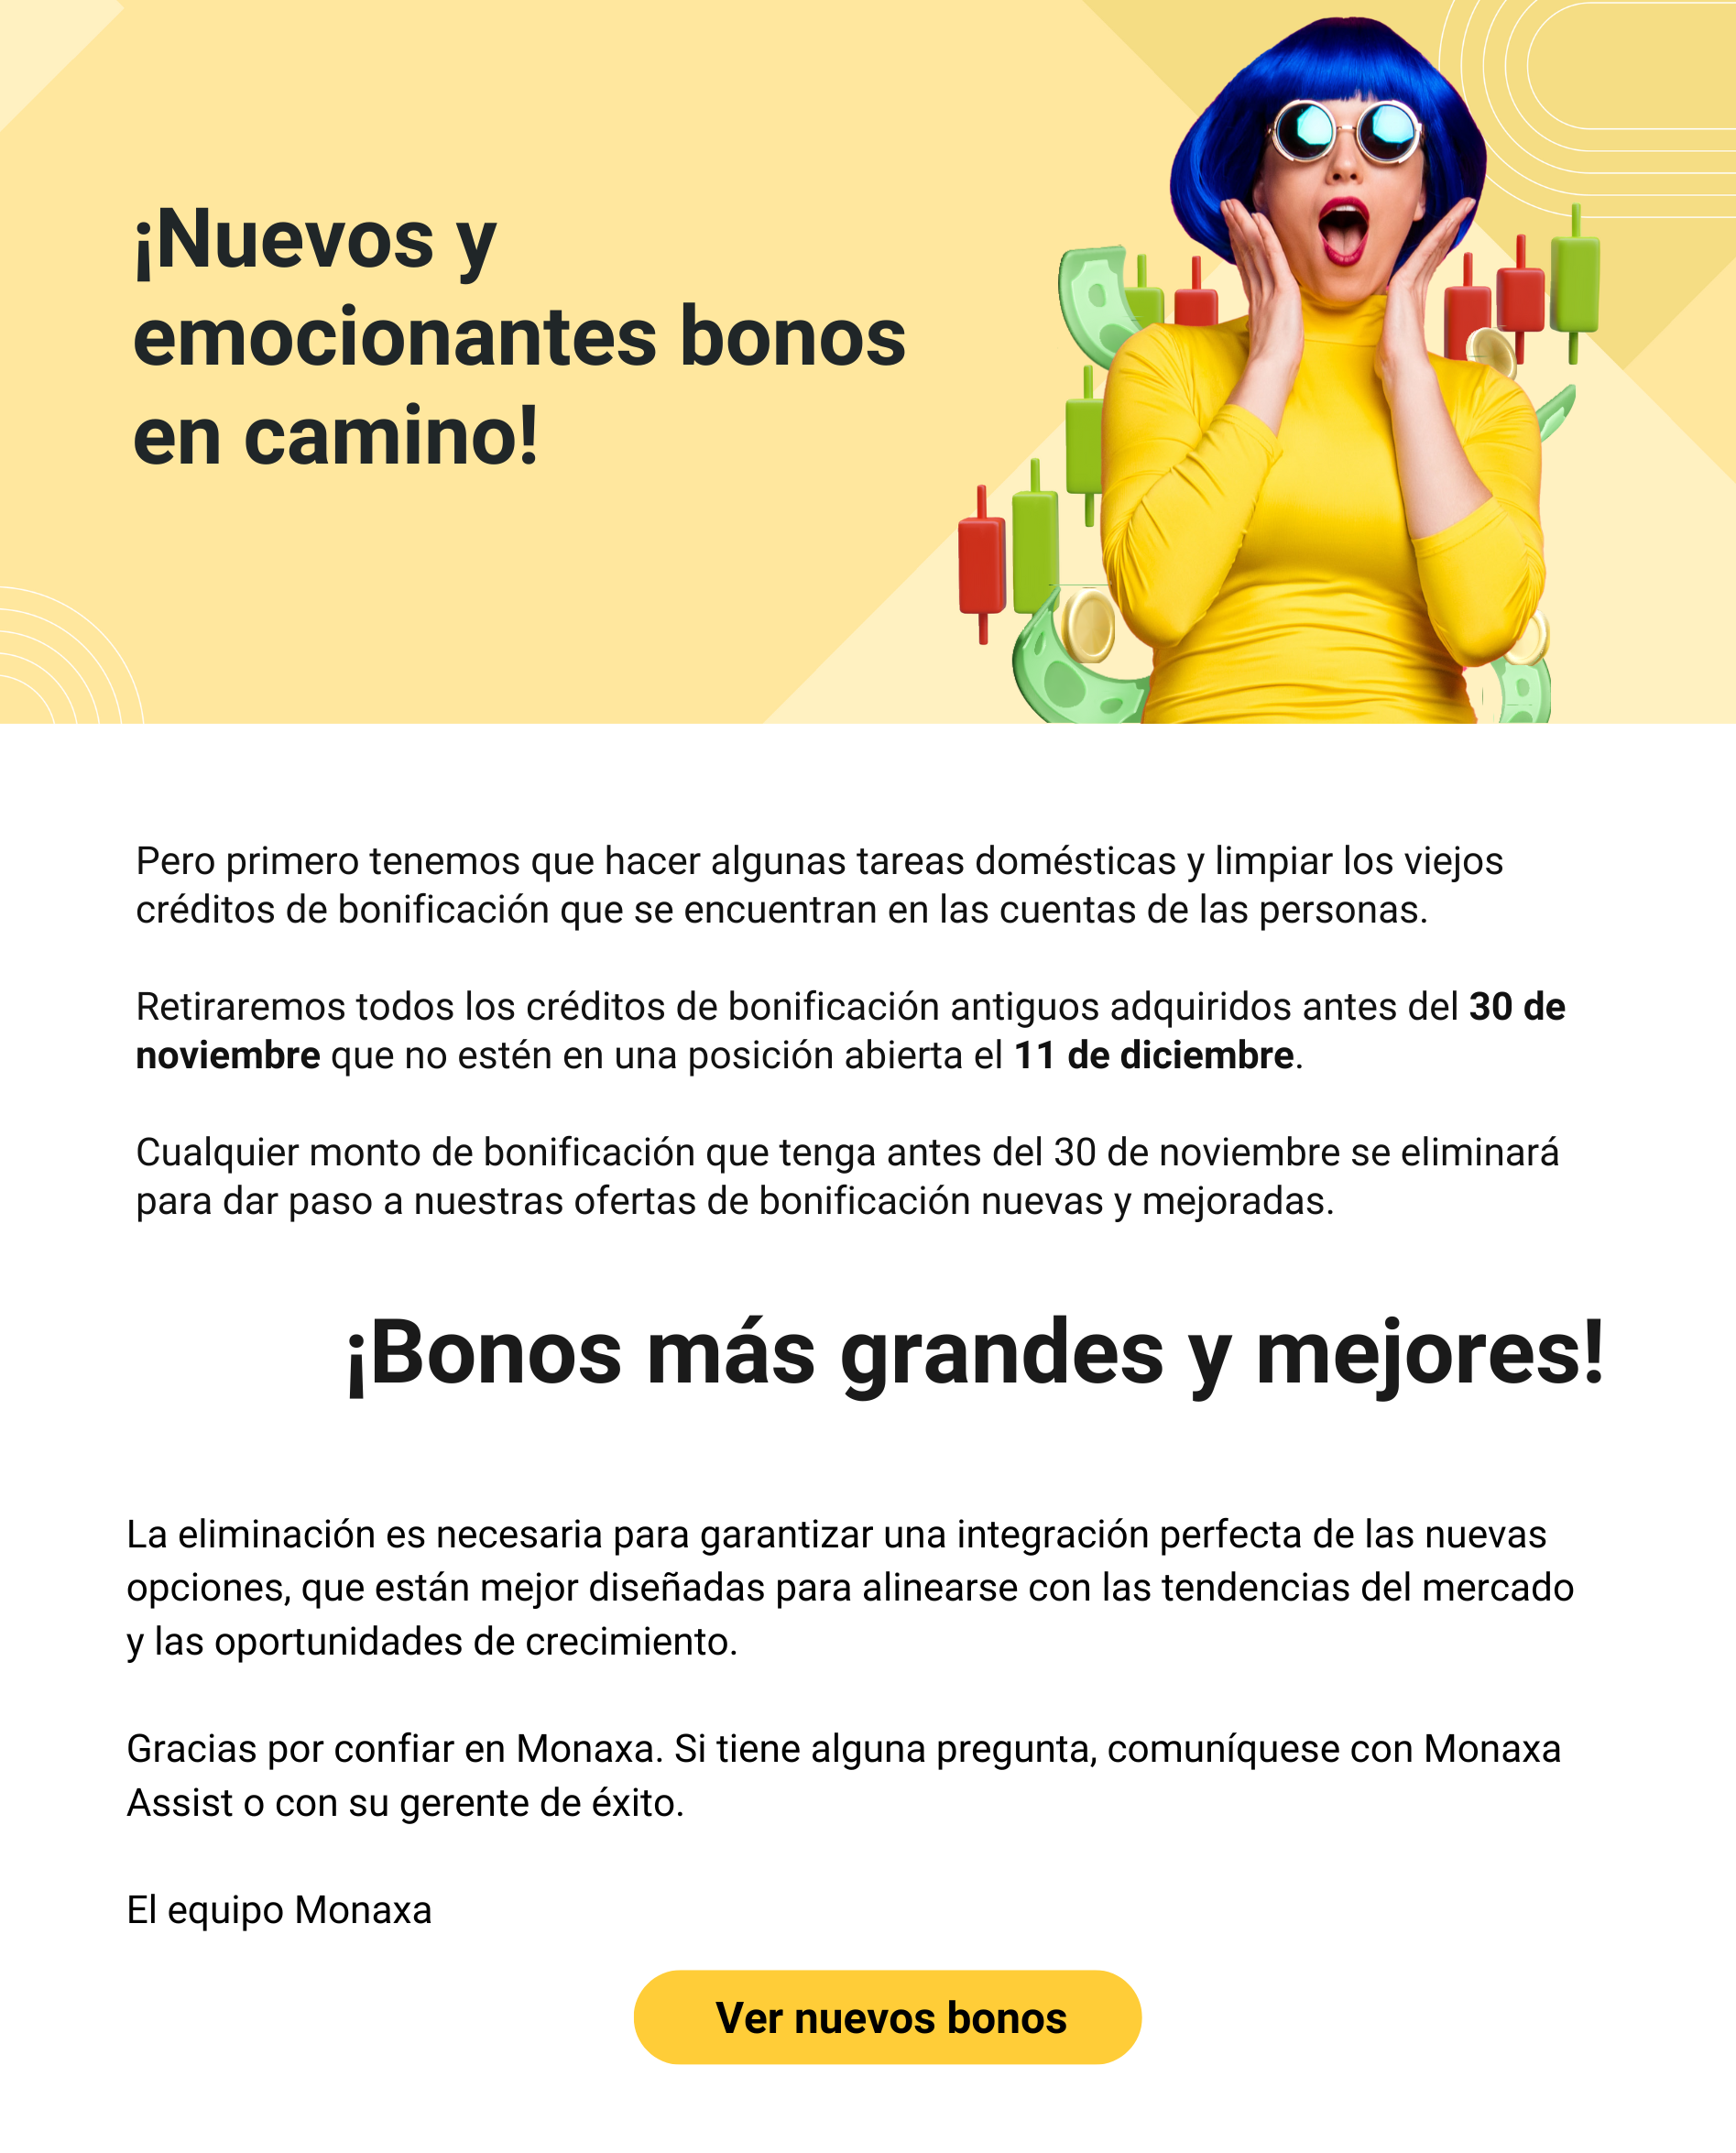 ¡Nuevos y
emocionantes bonos
en camino!
Pero primero tenemos que hacer algunas tareas domésticas y limpiar los viejos
créditos de bonificación que se encuentran en las cuentas de las personas.
Retiraremos todos los créditos de bonificación antiguos adquiridos antes del 30 de
noviembre que no estén en una posición abierta el 11 de diciembre.
Cualquier monto de bonificación que tenga antes del 30 de noviembre se eliminará
para dar paso a nuestras ofertas de bonificación nuevas y mejoradas.
¡Bonos más grandes y mejores!
La eliminación es necesaria para garantizar una integración perfecta de las nuevas
opciones, que están mejor diseñadas para alinearse con las tendencias del mercado
y las oportunidades de crecimiento.
Gracias por confiar en Monaxa. Si tiene alguna pregunta, comuníquese con Monaxa
Assist o con su gerente de éxito.
El equipo Monaxa
Ver nuevos bonos